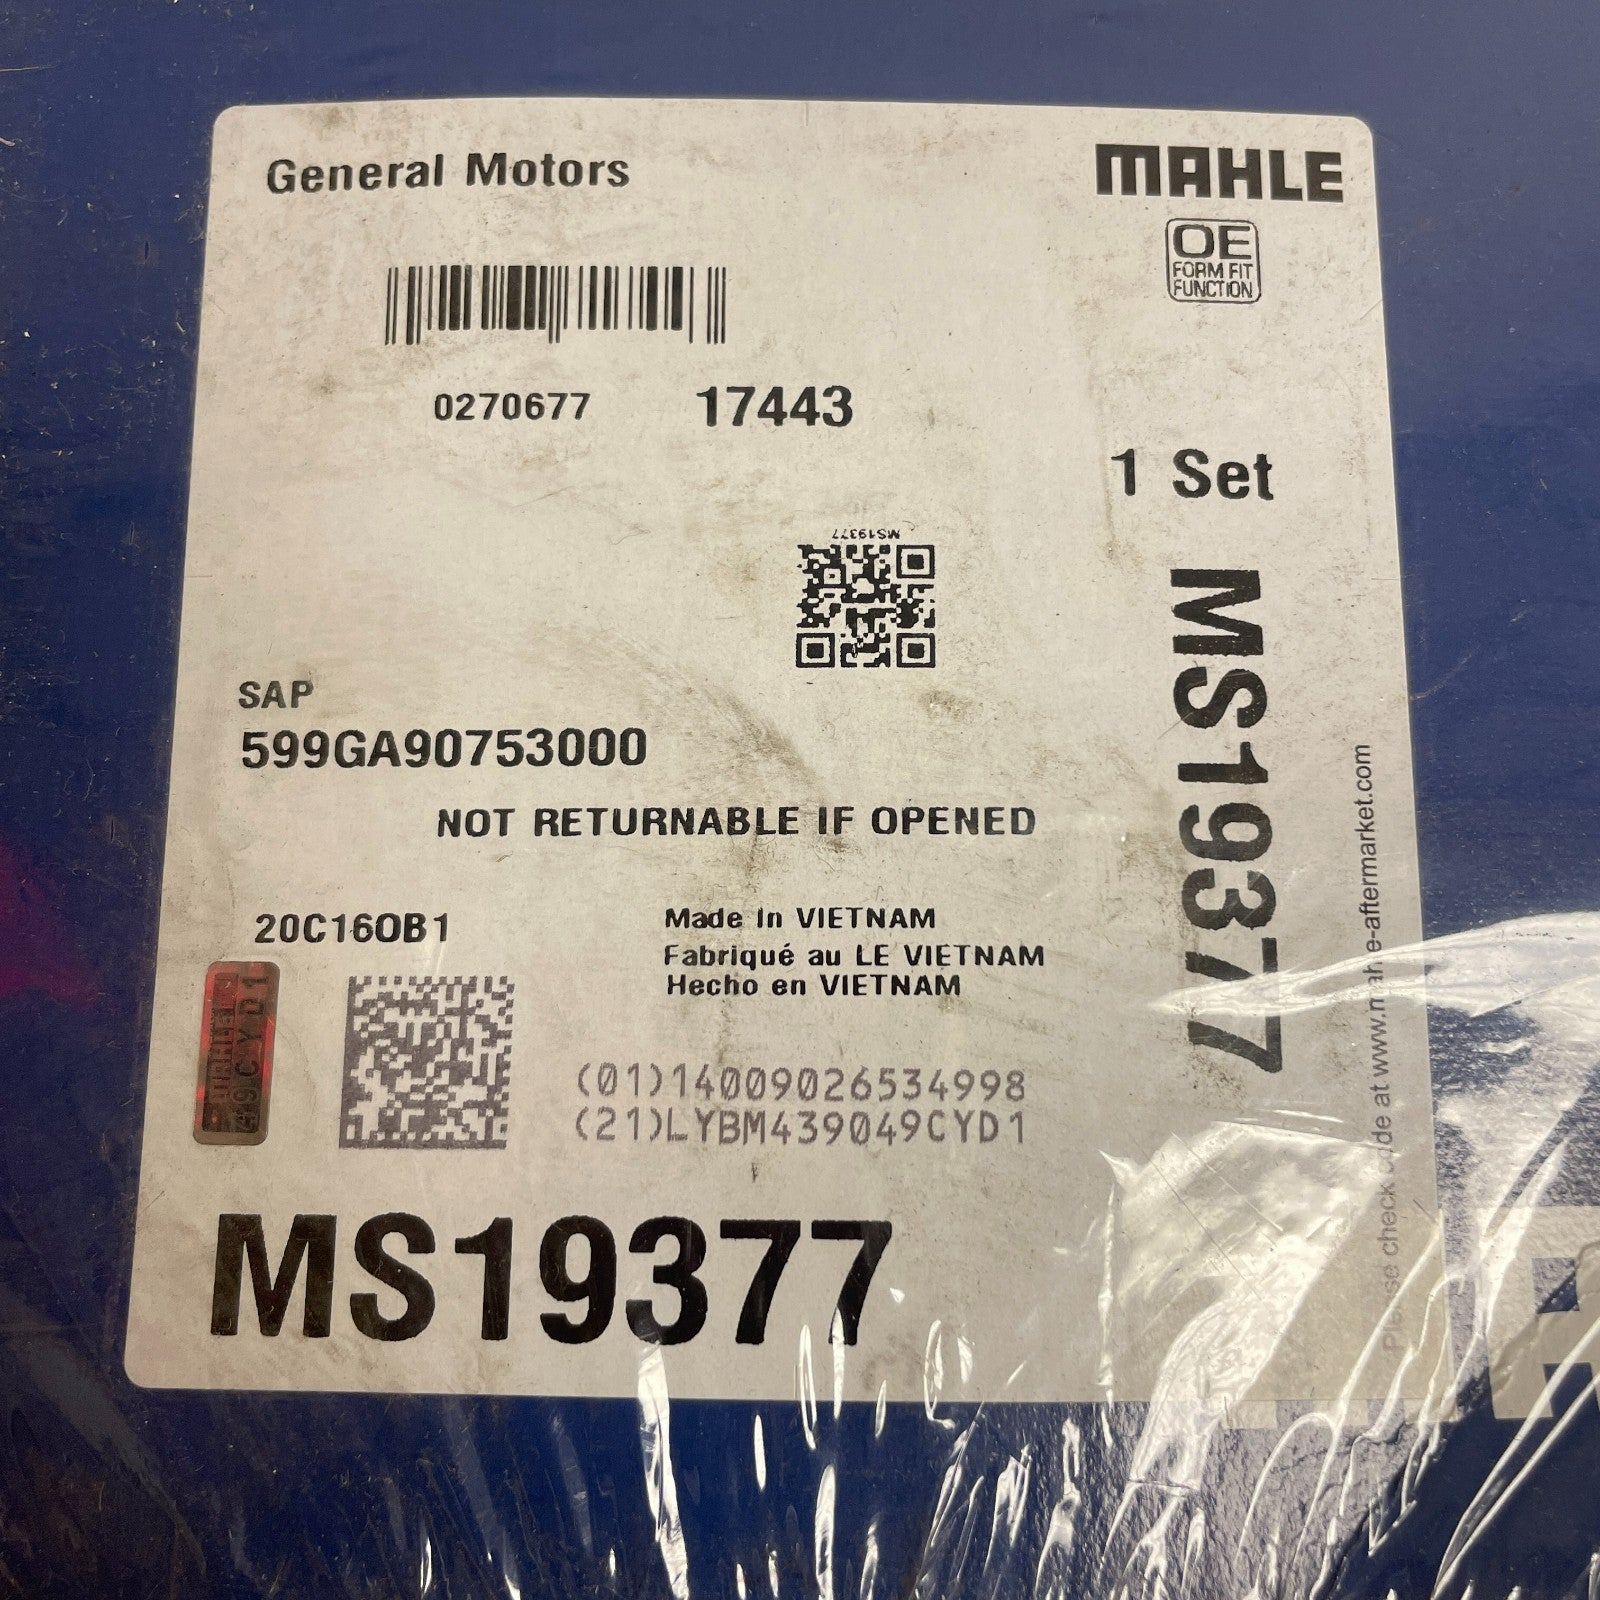 General Motors
MAHLE
OE
FORM FIT
FUNCTION
0270677 17443
1 Set
MS19377
MS19377
SAP
599GA90753000
NOT RETURNABLE IF OPENED
20C16OB1
Made In VIETNAM
Fabriqué au LE VIETNAM
Hecho en VIETNAM
MAHLE
49CYD1
(01)14009026534998
(21)LYBM439049CYD1
MS19377
Please check code at www.mahle-aftermarket.com